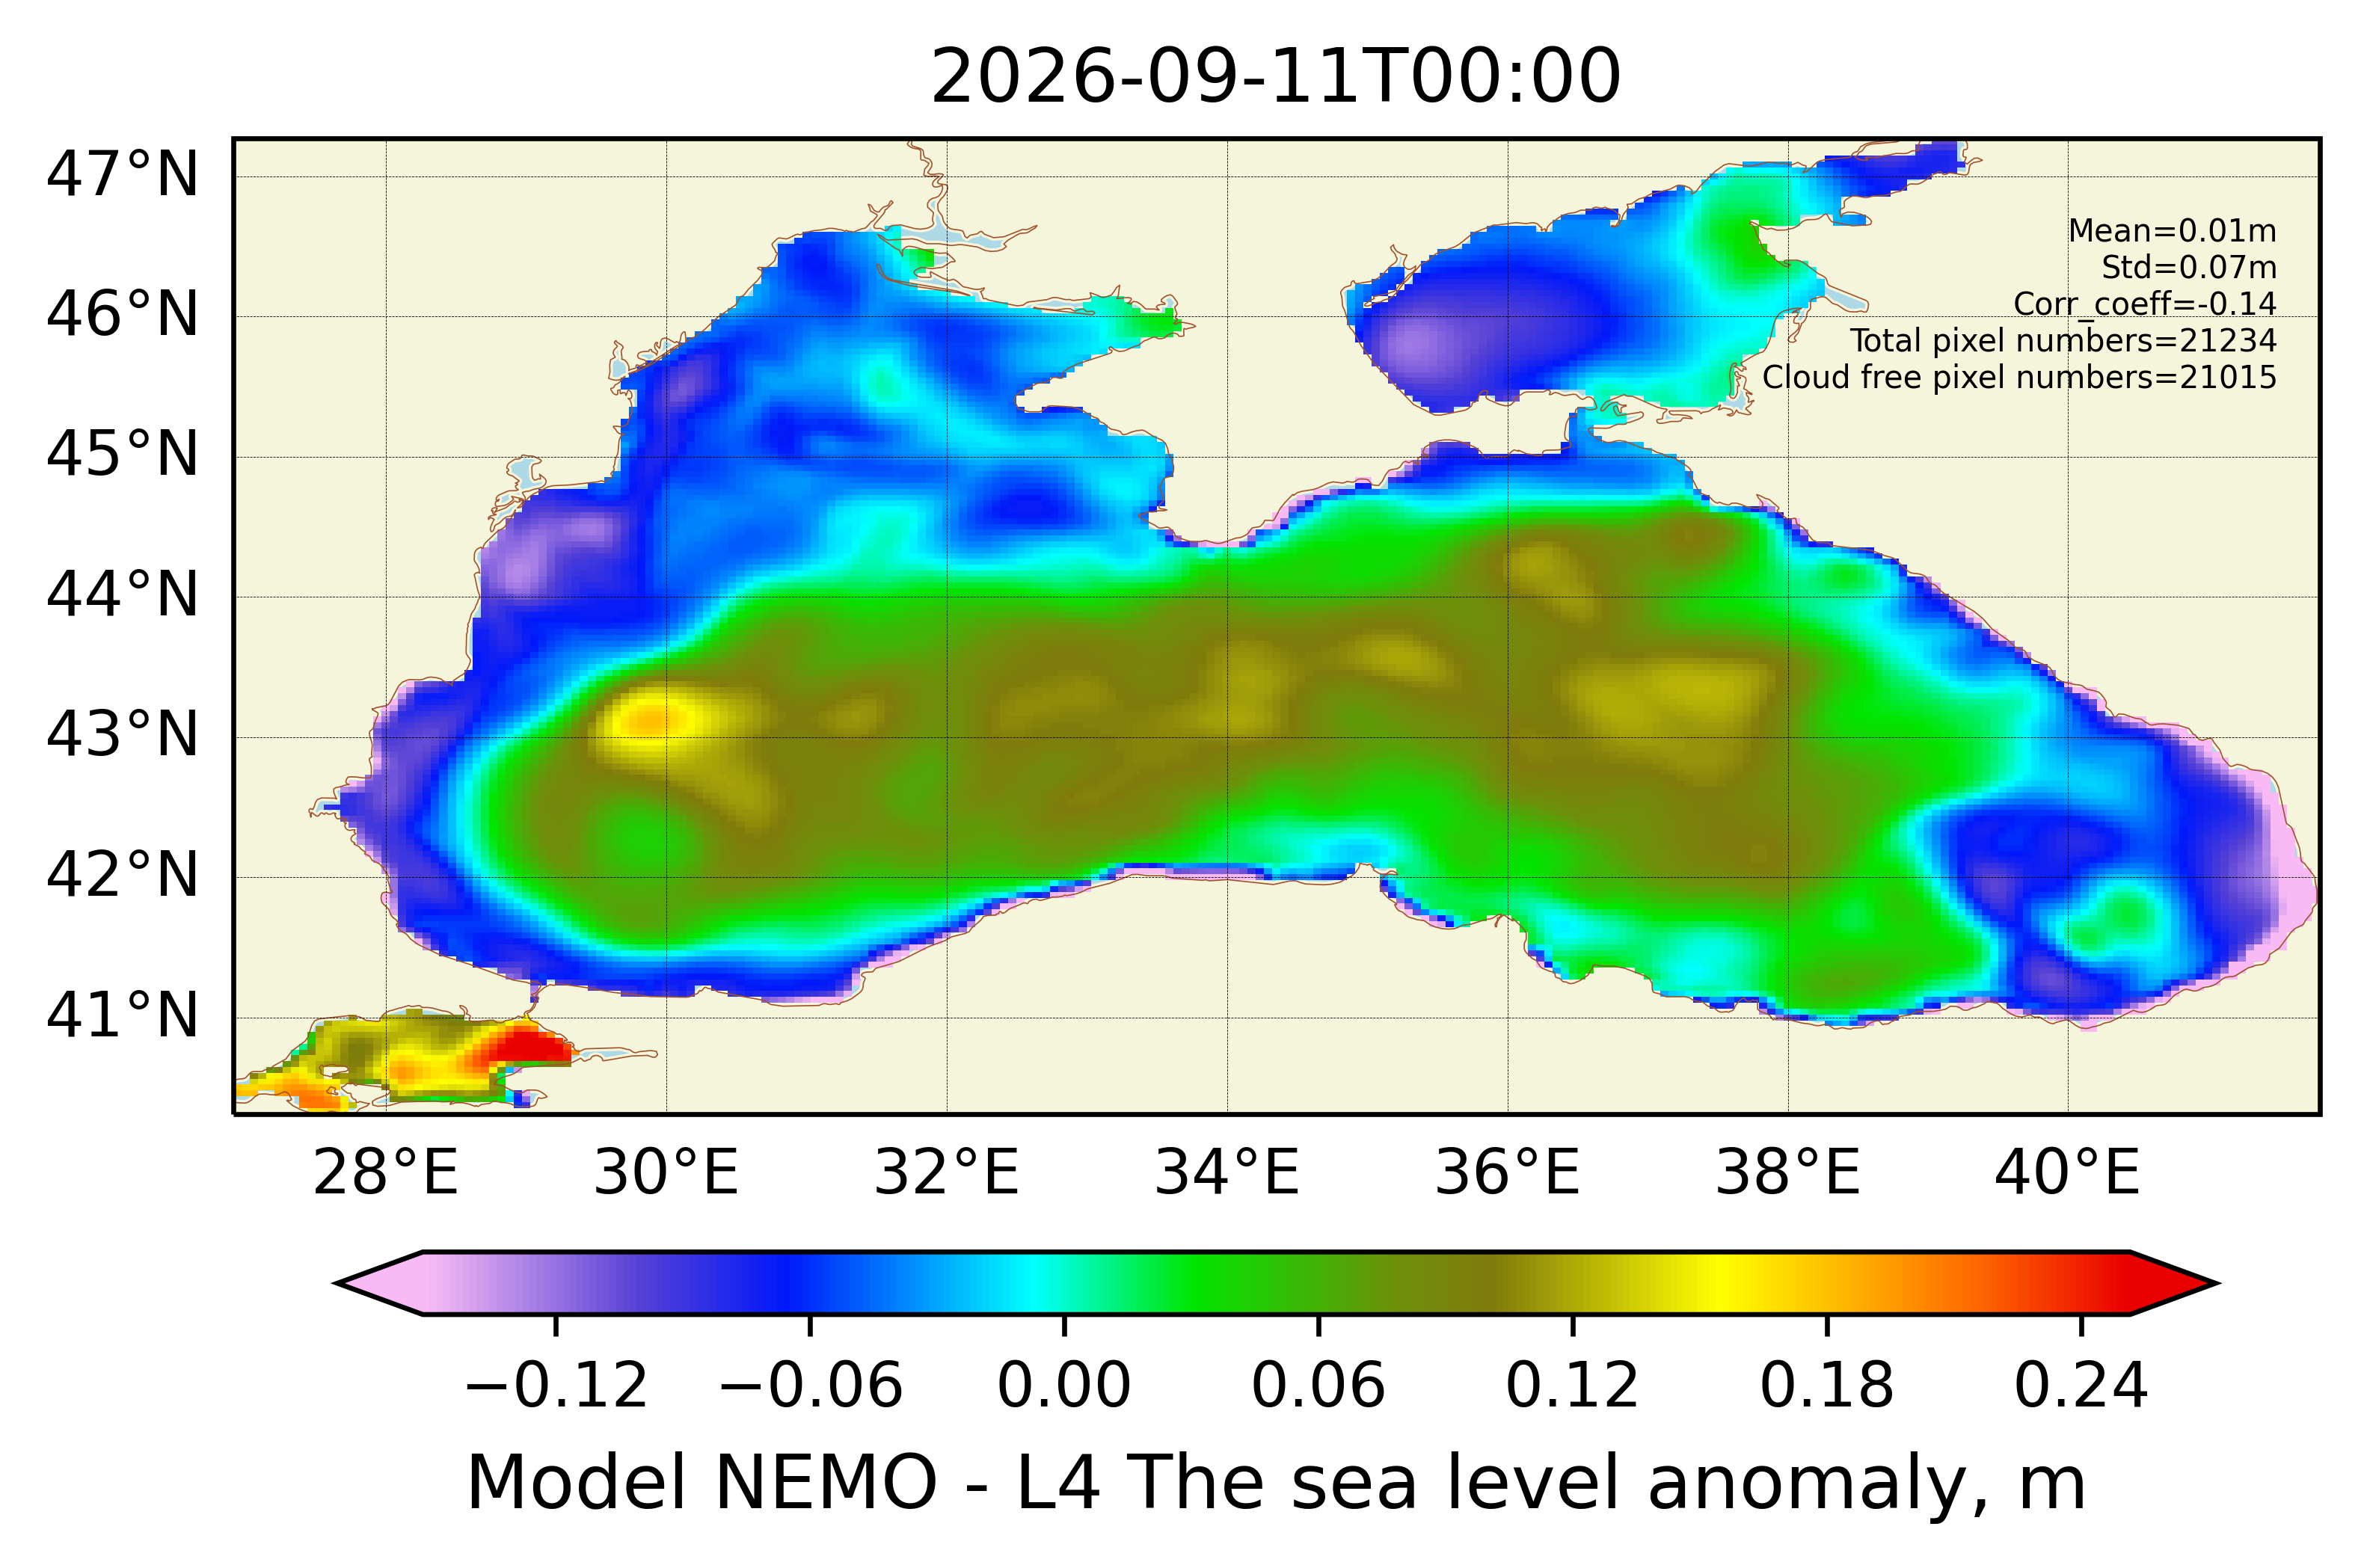 2026-09-11T00:00
47°N
46°N
45°N
44°N
43°N
42°N
41°N
Mean=0.01m
Std=0.07m
Corr_coeff=-0.14
Total pixel numbers=21234
Cloud free pixel numbers=21015
28°E 30°E 32°E 34°E 36°E 38°E 40°E
−0.12 −0.06 0.00 0.06 0.12 0.18 0.24
Model NEMO - L4 The sea level anomaly, m